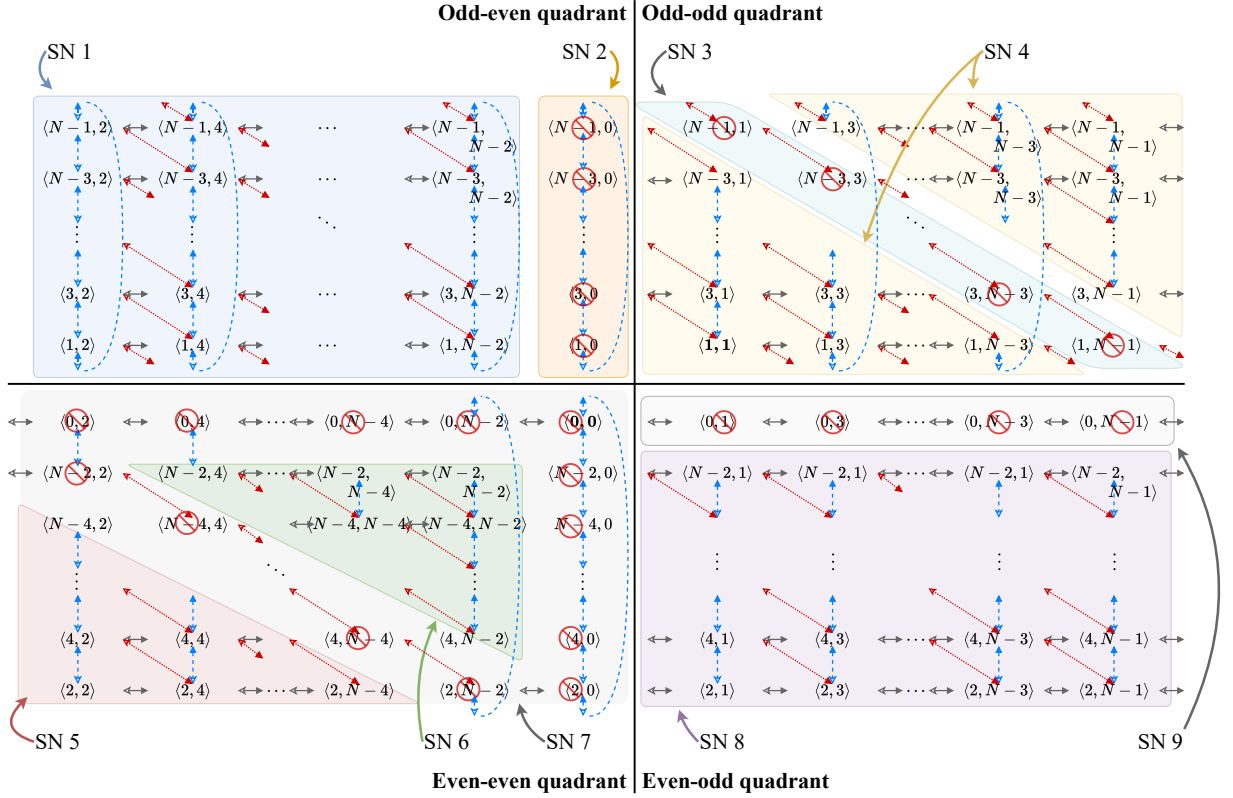 Odd-even quadrant Odd-odd quadrant
SN 1 SN 2 SN 3 SN 4
⟨N − 1, 2⟩ ⟨N − 1, 4⟩ ⋯ ⟨N − 1, ⟨N − 1, 0⟩ ⟨N − 1, 1⟩ ⟨N − 1, 3⟩ ⋯⋯ ⟨N − 1, ⟨N − 1,
N − 2⟩ N − 3⟩ N − 1⟩
⟨N − 3, 2⟩ ⟨N − 3, 4⟩ ⋯ ⟨N − 3, ⟨N − 3, 0⟩ ⟨N − 3, 1⟩ ⟨N − 3, 3⟩ ⟨N − 3, ⟨N − 3,
N − 2⟩ N − 3⟩ N − 1⟩
⋮ ⋮ ⋱ ⋮ ⋮ ⋱ ⋮
⟨3, 2⟩ ⟨3, 4⟩ ⋯ ⟨3, N − 2⟩ ⟨3, 0 ⟨3, 1⟩ ⟨3, 3⟩ ⋯⋯ ⟨3, N − 3⟩ ⟨3, N − 1⟩
⟨1, 2⟩ ⟨1, 4⟩ ⋯ ⟨1, N − 2⟩ ⟨1, 0 ⟨1, 1⟩ ⟨1, 3⟩ ⋯⋯ ⟨1, N − 3⟩ ⟨1, N − 1⟩
⟨0, 2⟩ ⟨0, 4⟩ ⋯⋯ ⟨0, N − 4⟩ ⟨0, N − 2⟩ ⟨0, 0⟩ ⟨0, 1⟩ ⟨0, 3⟩ ⋯⋯ ⟨0, N − 3⟩ ⟨0, N − 1⟩
⟨N − 2, 2⟩ ⟨N − 2, 4⟩ ⋯⋯ ⟨N − 2, ⟨N − 2, ⟨N − 2, 0⟩ ⟨N − 2, 1⟩ ⟨N − 2, 1⟩ ⋯⋯ ⟨N − 2, 1⟩ ⟨N − 2,
N − 4⟩ N − 2⟩ N − 1⟩
⟨N − 4, 2⟩ ⟨N − 4, 4⟩ ⟨N − 4, N − 4⟩ ⟨N − 4, N − 2⟩ N − 4, 0
⋮ ⋱ ⋮ ⋮ ⋮ ⋮ ⋮
⟨4, 2⟩ ⟨4, 4⟩ ⟨4, N − 4⟩ ⟨4, N − 2⟩ ⟨4, 0⟩ ⟨4, 1⟩ ⟨4, 3⟩ ⋯⋯ ⟨4, N − 3⟩ ⟨4, N − 1⟩
⟨2, 2⟩ ⟨2, 4⟩ ⋯⋯ ⟨2, N − 4⟩ ⟨2, N − 2⟩ ⟨2, 0⟩ ⟨2, 1⟩ ⟨2, 3⟩ ⋯⋯ ⟨2, N − 3⟩ ⟨2, N − 1⟩
SN 5 SN 6 SN 7 SN 8 SN 9
Even-even quadrant Even-odd quadrant